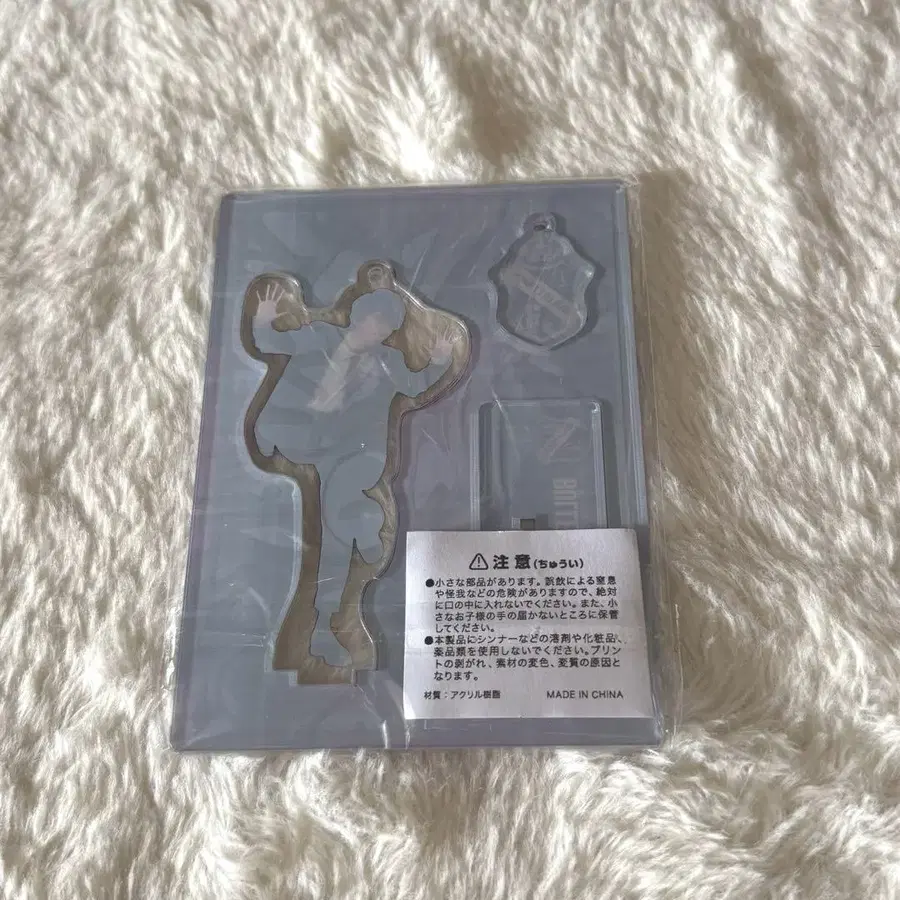 ⚠注意(ちゅうい)
●小さな部品があります。誤飲による窒息
や怪我などの危険がありますので、絶対
に口の中に入れないでください。また、小
さなお子様の手の届かないところに保管
してください。
●本製品にシンナーなどの溶剤や化粧品、
薬品類を使用しないでください。プリン
トの剥がれ、素材の変色、変質の原因と
なります。
材質:アクリル樹脂 MADE IN CHINA